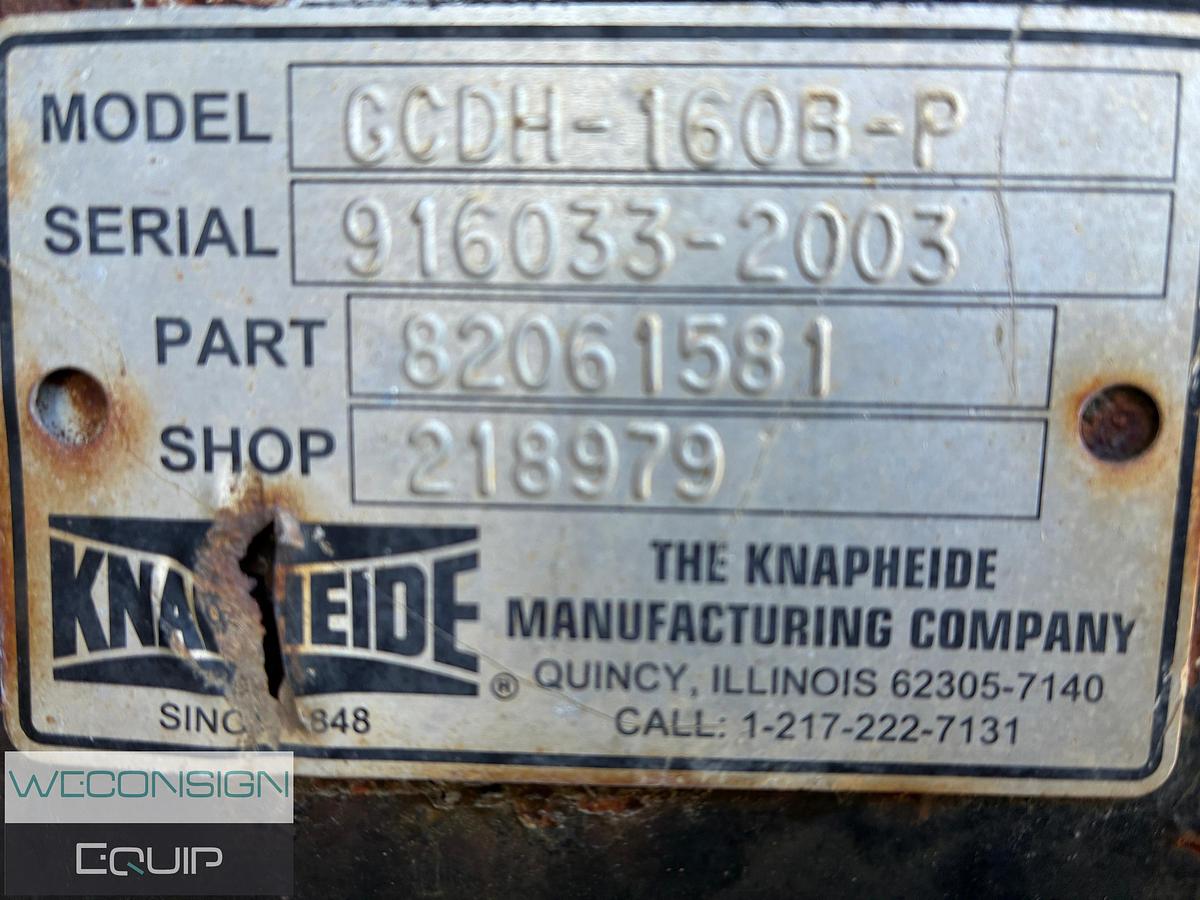 MODEL GCDH-160B-P
SERIAL 916033-2003
PART 82061581
SHOP 218979
THE KNAPHEIDE
MANUFACTURING COMPANY
QUINCY, ILLINOIS 62305-7140
CALL: 1-217-222-7131
®
WECONSIGN
EQUIP